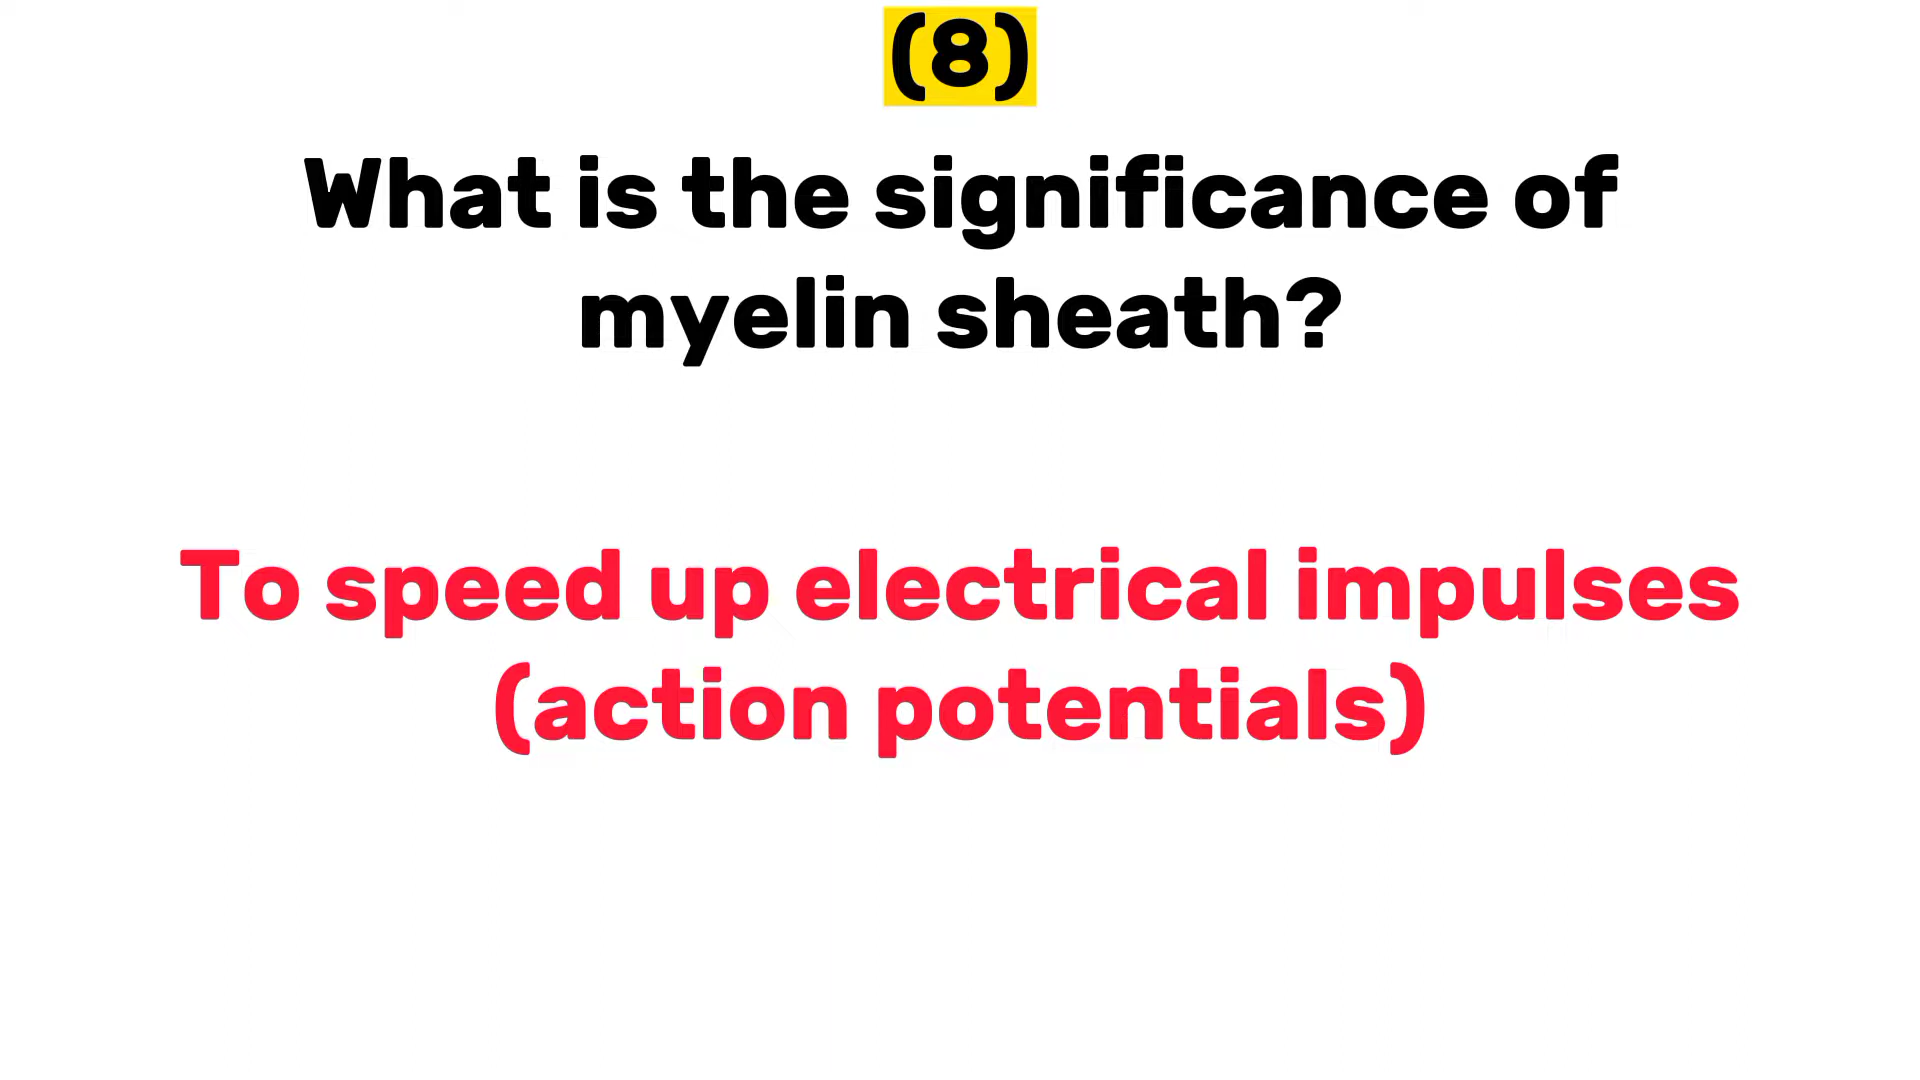 (8)
What is the significance of
myelin sheath?
To speed up electrical impulses
(action potentials)